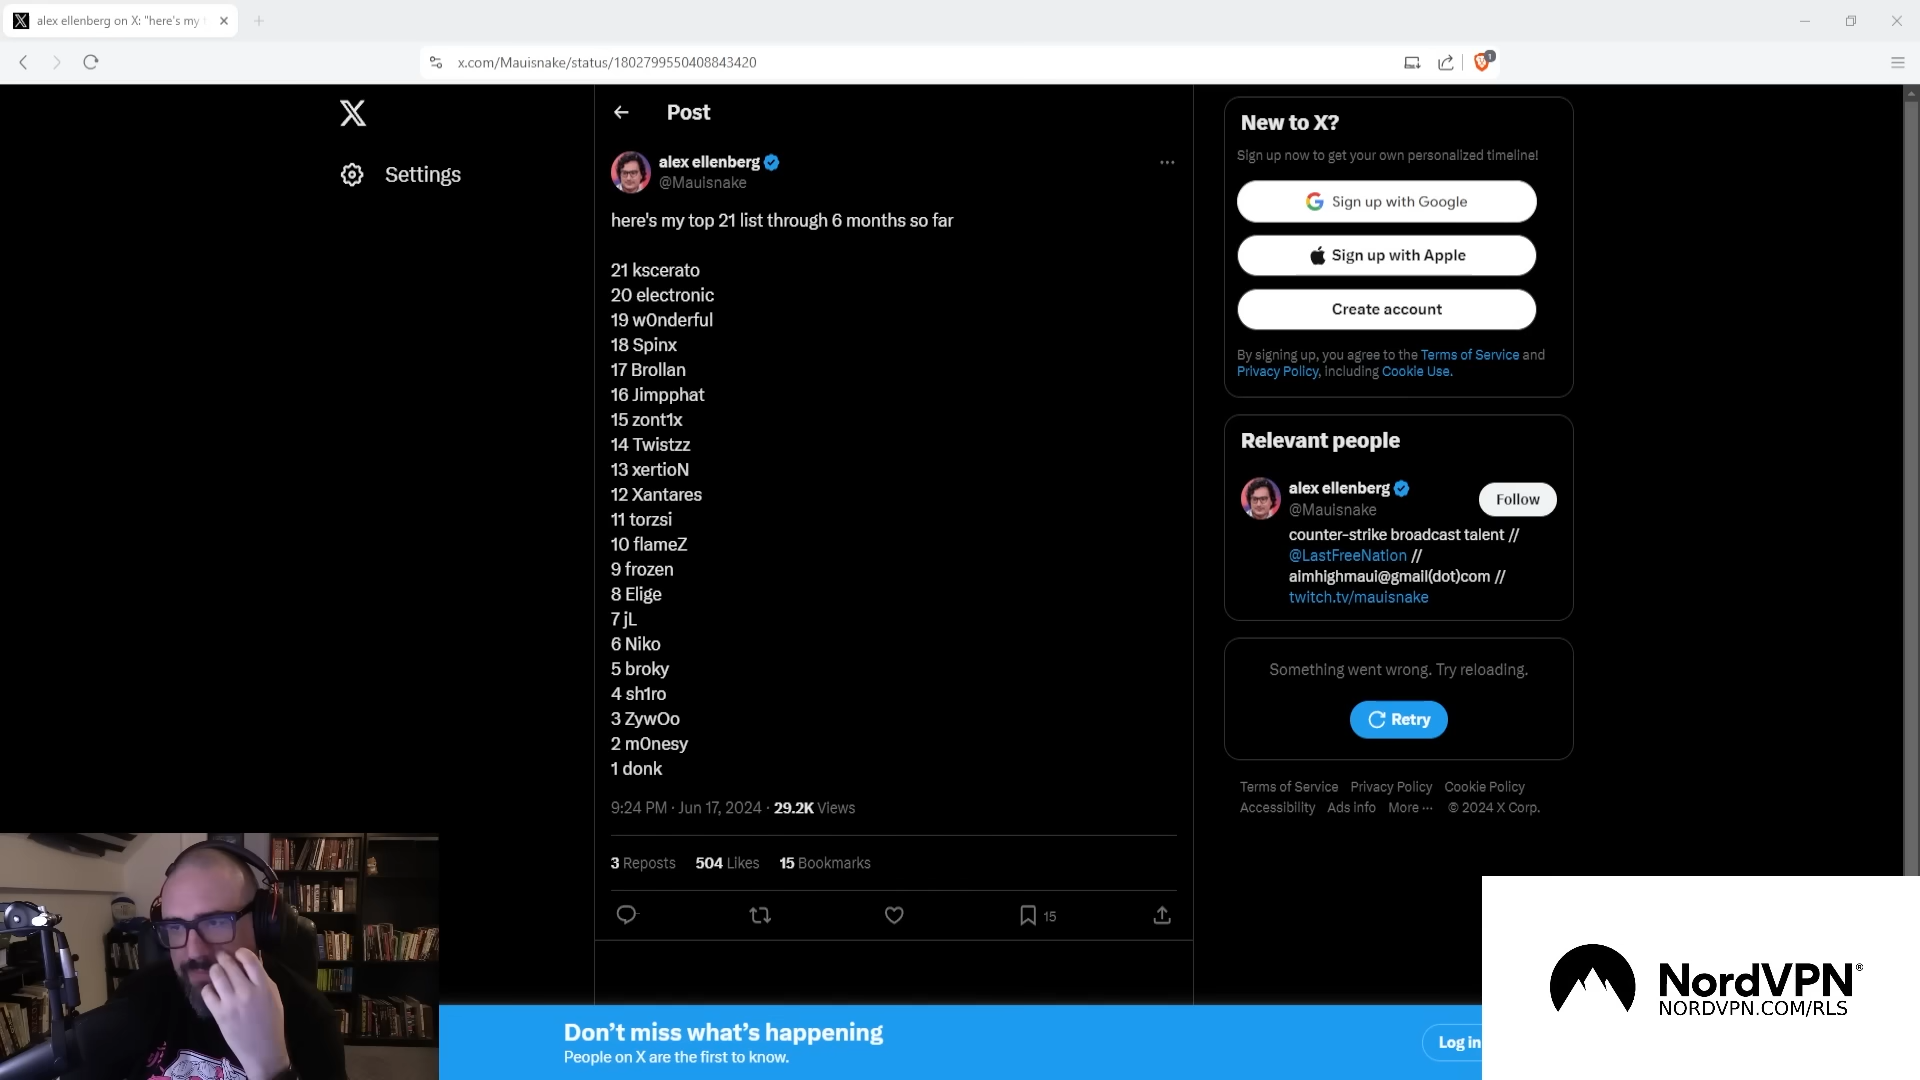 alex ellenberg on X: "here's my
x.com/Mauisnake/status/1802799550408843420
1
Settings
Post
alex ellenberg
@Mauisnake
here's my top 21 list through 6 months so far
21 kscerato
20 electronic
19 w0nderful
18 Spinx
17 Brollan
16 Jimpphat
15 zont1x
14 Twistzz
13 xertioN
12 Xantares
11 torzsi
10 flameZ
9 frozen
8 Elige
7 jL
6 Niko
5 broky
4 sh1ro
3 ZywOo
2 m0nesy
1 donk
9:24 PM · Jun 17, 2024 · 29.2K Views
3 Reposts 504 Likes 15 Bookmarks
15
New to X?
Sign up now to get your own personalized timeline!
Sign up with Google
Sign up with Apple
Create account
By signing up, you agree to the Terms of Service and
Privacy Policy, including Cookie Use.
Relevant people
alex ellenberg
@Mauisnake
Follow
counter-strike broadcast talent //
@LastFreeNation //
aimhighmaui@gmail(dot)com //
twitch.tv/mauisnake
Something went wrong. Try reloading.
Retry
Terms of Service Privacy Policy Cookie Policy
Accessibility Ads info More ··· © 2024 X Corp.
Don't miss what's happening
People on X are the first to know.
Log in
NordVPN®
NORDVPN.COM/RLS